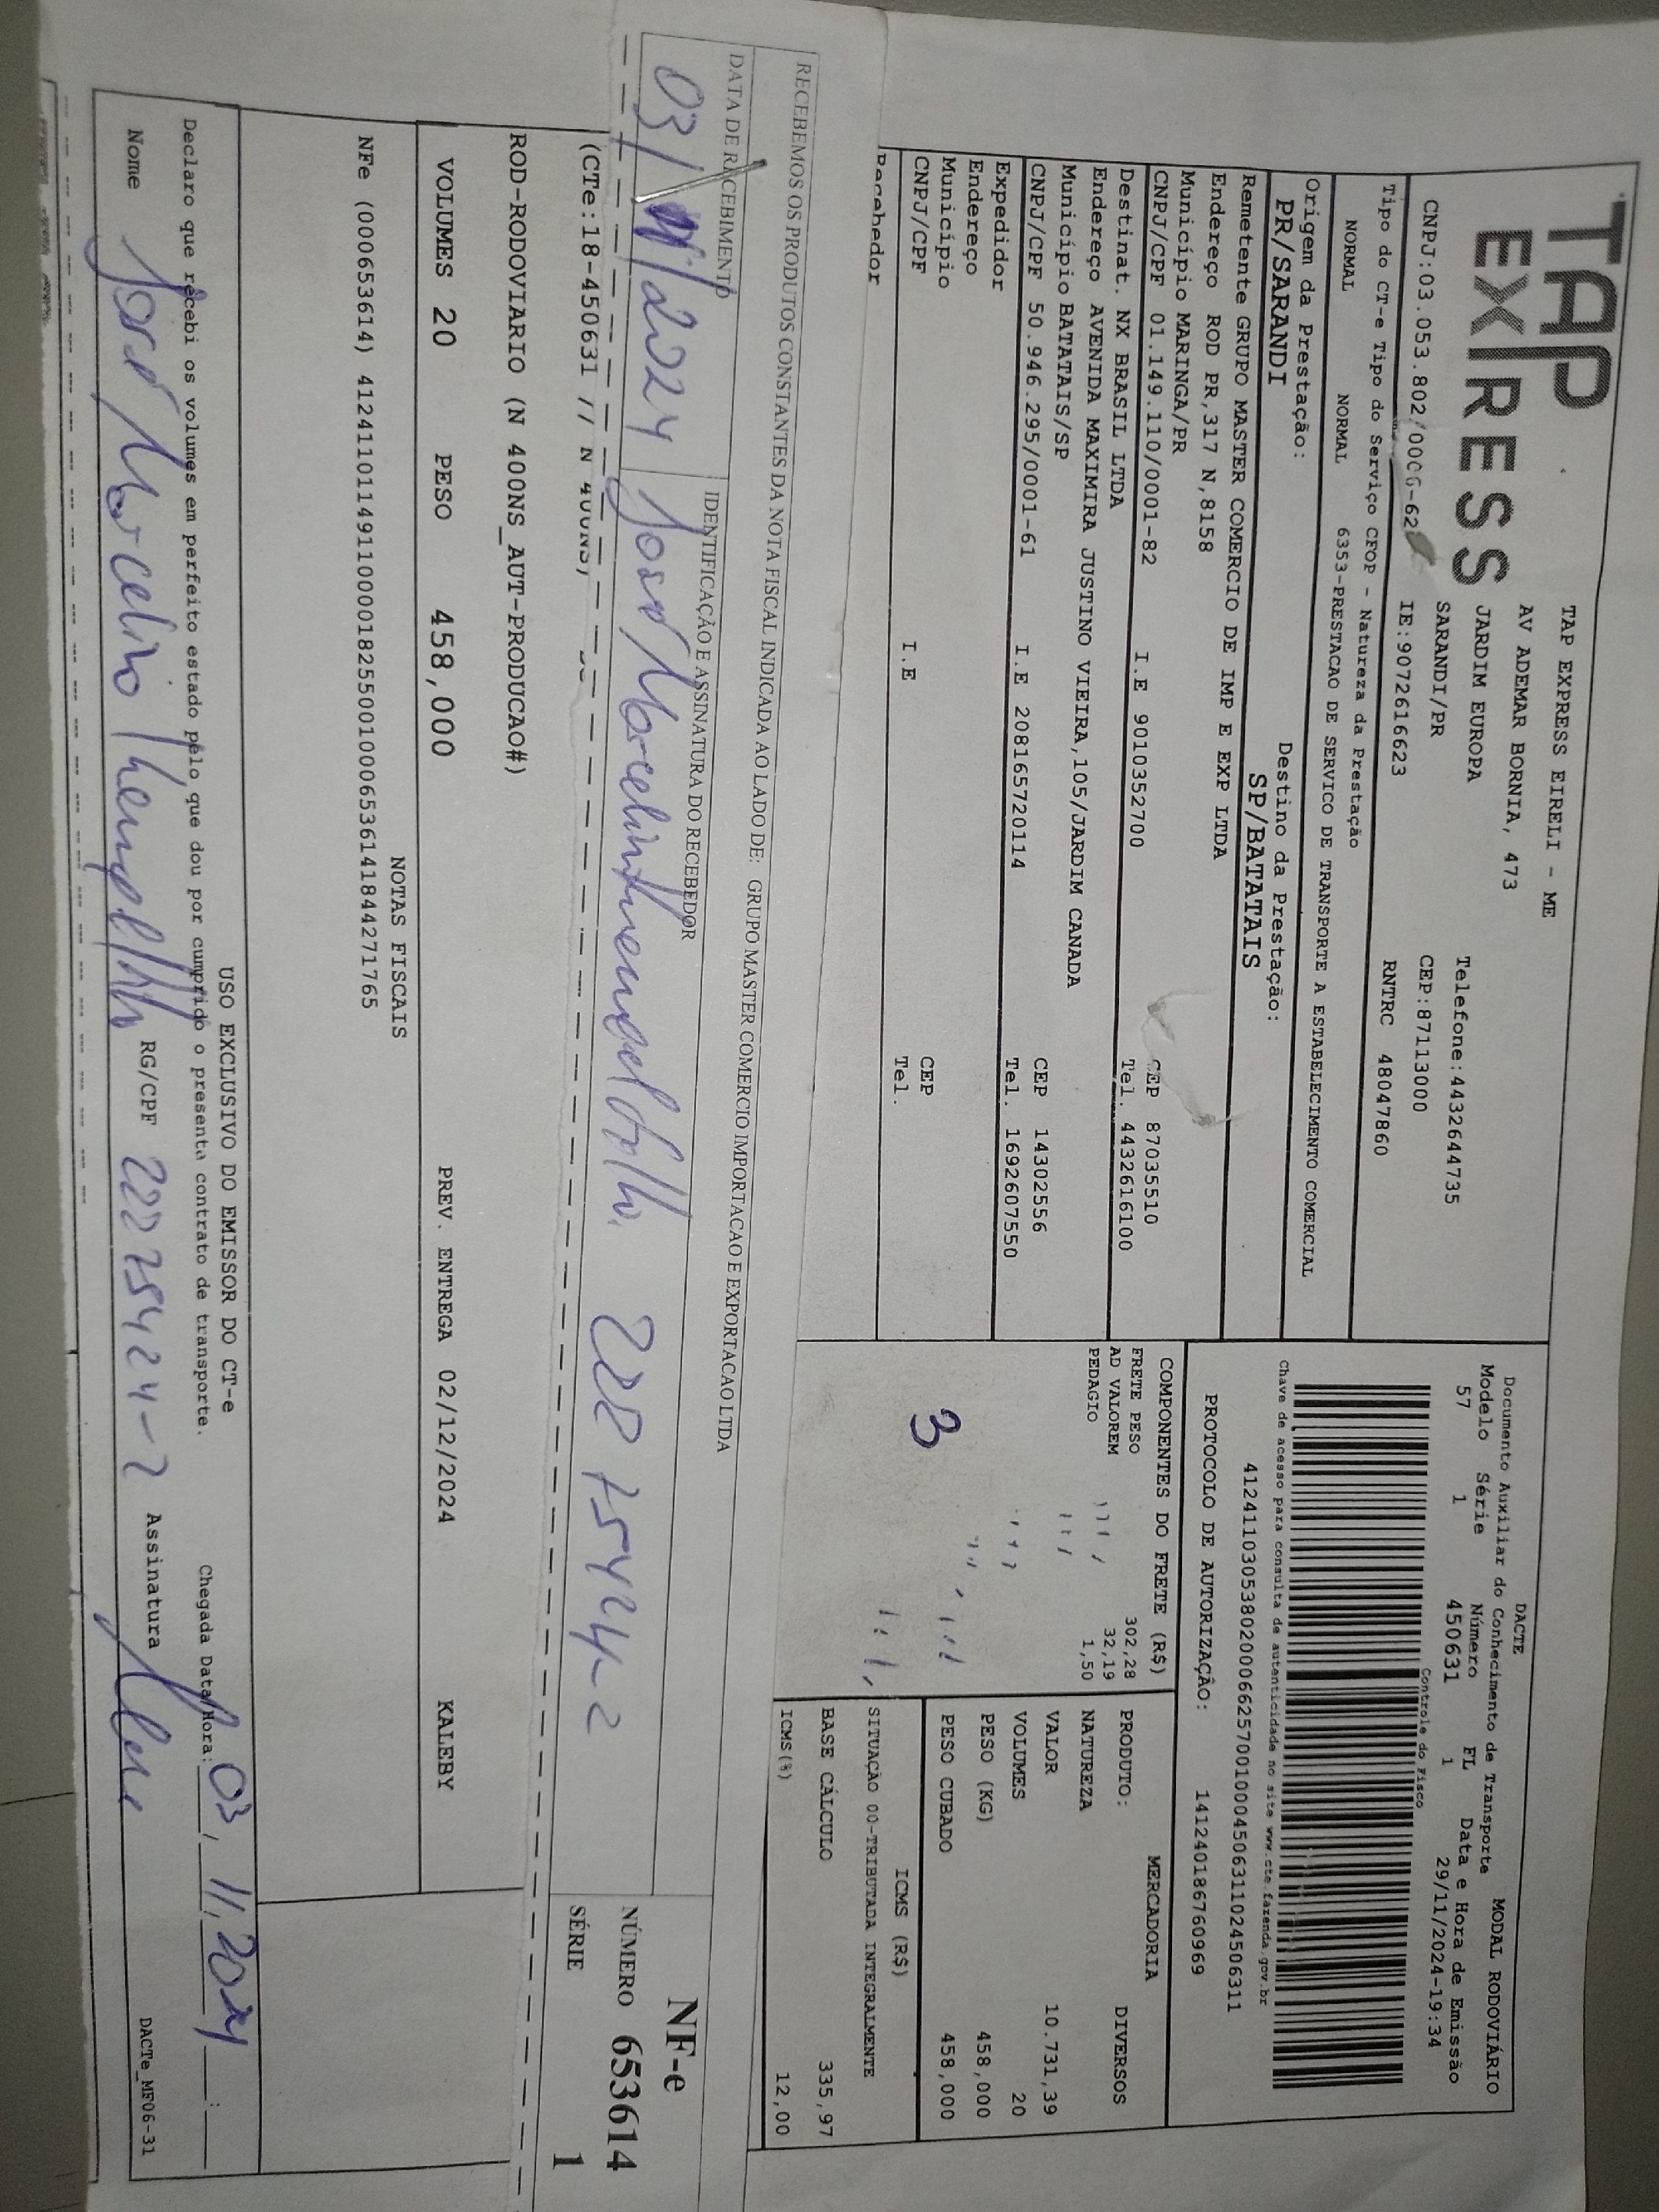 TAP
EXPRESS
TAP EXPRESS EIRELI - ME
AV ADEMAR BORNIA, 473
JARDIM EUROPA
SARANDI/PR
Telefone:4432644735
CEP:87113000
CNPJ:03.053.802/0006-62
IE:9072616623
RNTRC 48047860
Tipo do CT-e Tipo do Serviço CFOP - Natureza da Prestação
NORMAL NORMAL 6353-PRESTACAO DE SERVICO DE TRANSPORTE A ESTABELECIMENTO COMERCIAL
Origem da Prestação: Destino da Prestação:
PR/SARANDI SP/BATATAIS
Remetente GRUPO MASTER COMERCIO DE IMP E EXP LTDA
Endereço ROD PR,317 N,8158
Município MARINGA/PR CEP 87035510
CNPJ/CPF 01.149.110/0001-82 I.E 9010352700 Tel. 4432616100
Destinat. NX BRASIL LTDA
Endereço AVENIDA MAXIMIRA JUSTINO VIEIRA,105/JARDIM CANADA
Município BATATAIS/SP CEP 14302556
CNPJ/CPF 50.946.295/0001-61 I.E 208165720114 Tel. 1692607550
Expedidor
Endereço
Município CEP
CNPJ/CPF I.E Tel.
Recebedor
DACTE MODAL RODOVIÁRIO
Documento Auxiliar do Conhecimento de Transporte
Modelo Série Número FL Data e Hora de Emissão
57 1 450631 1 29/11/2024-19:34
Controle do Fisco
Chave de acesso para consulta de autenticidade no site www.cte.fazenda.gov.br
41241103053802000662570010004506311024506311
PROTOCOLO DE AUTORIZAÇÃO: 141240186760969
COMPONENTES DO FRETE (R$)
FRETE PESO 302,28
AD VALOREM 32,19
PEDAGIO 1,50
3
MERCADORIA
PRODUTO: DIVERSOS
NATUREZA
VALOR 10.731,39
VOLUMES 20
PESO (KG) 458,000
PESO CUBADO 458,000
ICMS (R$)
SITUAÇÃO 00-TRIBUTADA INTEGRALMENTE
BASE CÁLCULO 335,97
ICMS(%) 12,00
RECEBEMOS OS PRODUTOS CONSTANTES DA NOTA FISCAL INDICADA AO LADO DE: GRUPO MASTER COMERCIO IMPORTACAO E EXPORTACAO LTDA
DATA DE RECEBIMENTO IDENTIFICAÇÃO E ASSINATURA DO RECEBEDOR
03/11/2024 José Marcelino
NF-e
NÚMERO 653614
SÉRIE 1
(CTe:18-450631 // N 400NS)
ROD-RODOVIARIO (N 400NS_AUT-PRODUCAO#)
VOLUMES 20 PESO 458,000 PREV. ENTREGA 02/12/2024 KALEBY
NOTAS FISCAIS
NFe (000653614) 41241101149110000182550010006536141844271765
USO EXCLUSIVO DO EMISSOR DO CT-e
Declaro que recebi os volumes em perfeito estado pelo que dou por cumprido o presente contrato de transporte.
Chegada Data/Hora: 03, 11, 2024 __:__
Nome José Marcelino RG/CPF Assinatura
DACTe_MF06-31